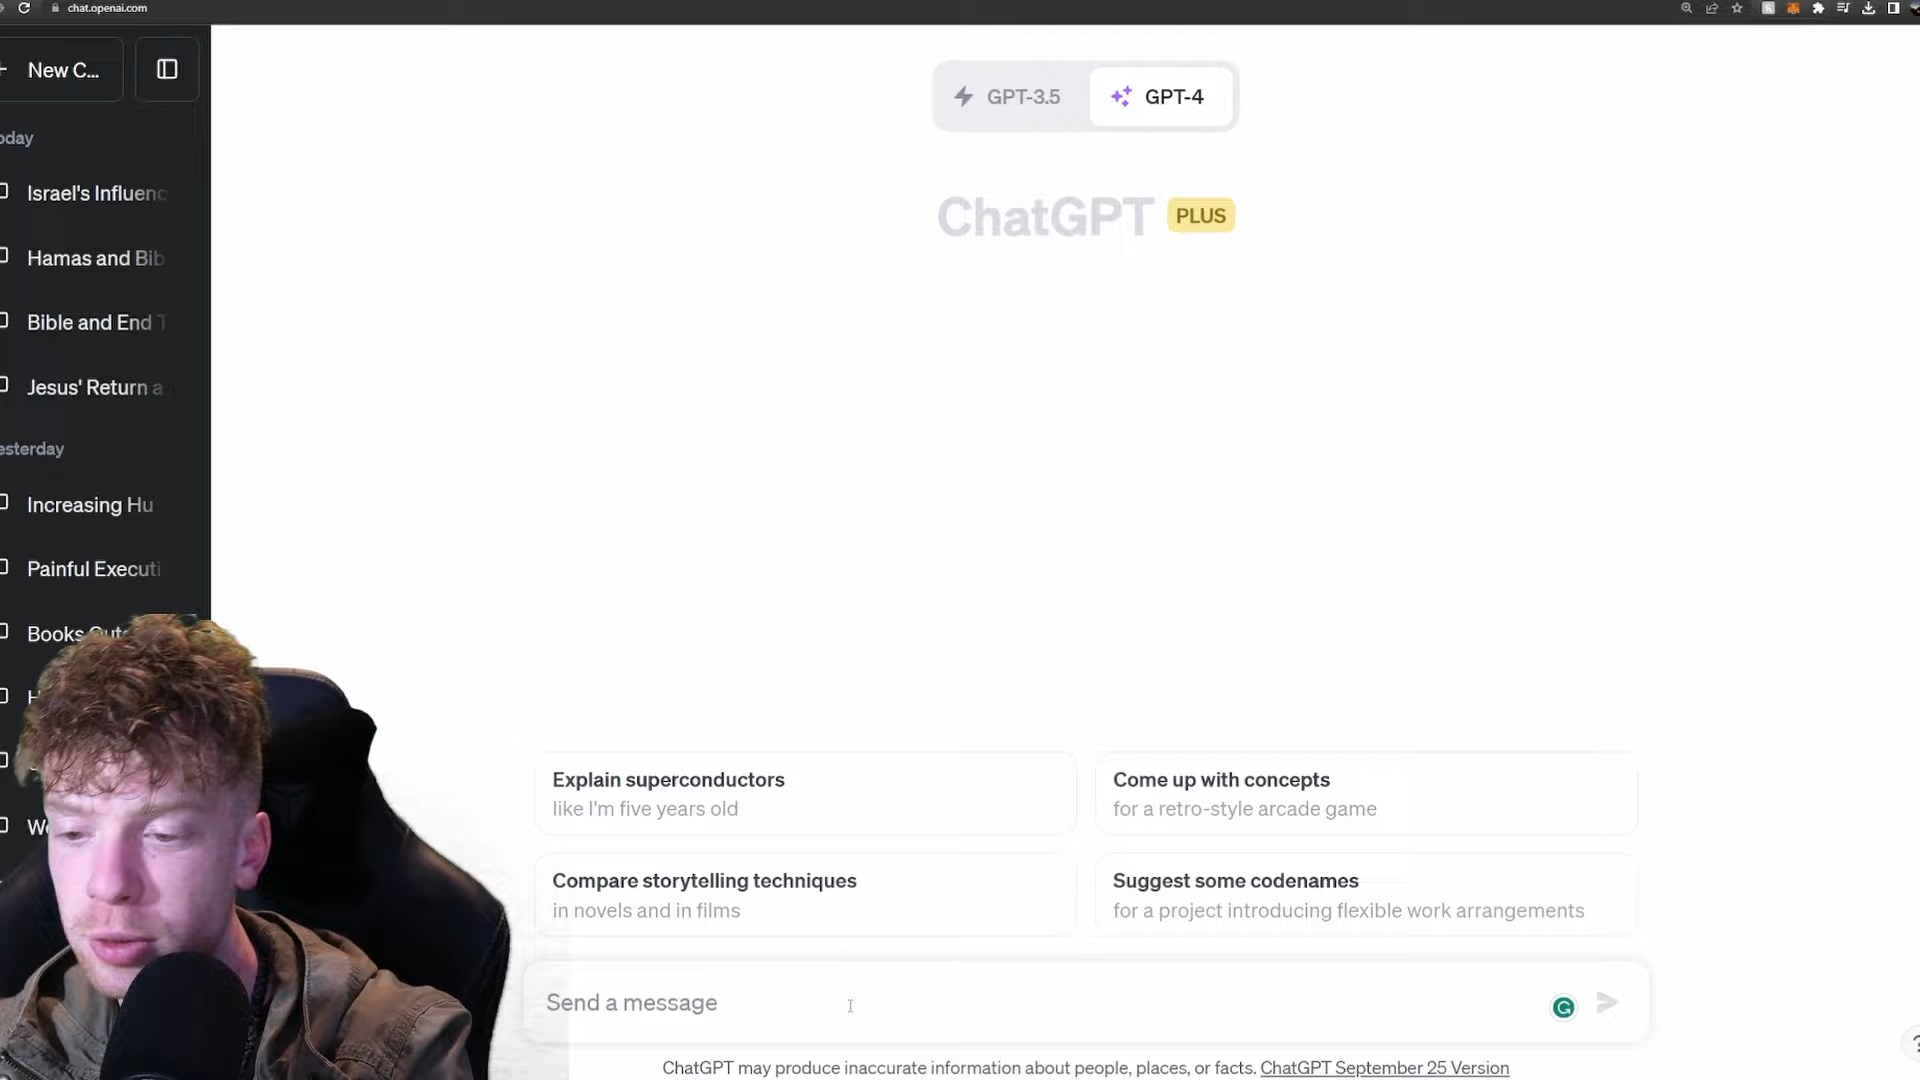 chat.openai.com
New C...
GPT-3.5
GPT-4
ChatGPT PLUS
oday
Israel's Influenc
Hamas and Bib
Bible and End T
Jesus' Return a
esterday
Increasing Hu
Painful Executi
Books Out
H
We
Explain superconductors
like I'm five years old
Come up with concepts
for a retro-style arcade game
Compare storytelling techniques
in novels and in films
Suggest some codenames
for a project introducing flexible work arrangements
Send a message
G
ChatGPT may produce inaccurate information about people, places, or facts. ChatGPT September 25 Version
?